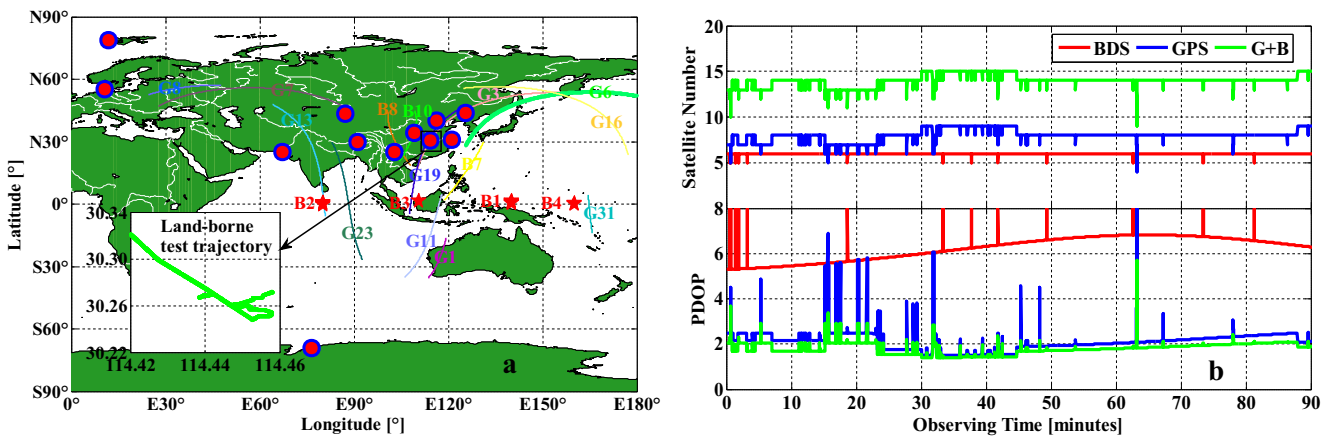 N90°
N60°
N30°
0°
S30°
S60°
S90°
Latitude [°]
0°
E30°
E60°
E90°
E120°
E150°
E180°
Longitude [°]
G8
G7
G13
B8
B10
G3
G6
G16
B7
G19
B2
B3
B1
B4
G31
G23
G11
G1
Land-borne
test trajectory
30.34
30.30
30.26
30.22
114.42
114.44
114.46
a
BDS
GPS
G+B
Satellite Number
20
15
10
5
PDOP
8
6
4
2
0
0
10
20
30
40
50
60
70
80
90
Observing Time [minutes]
b